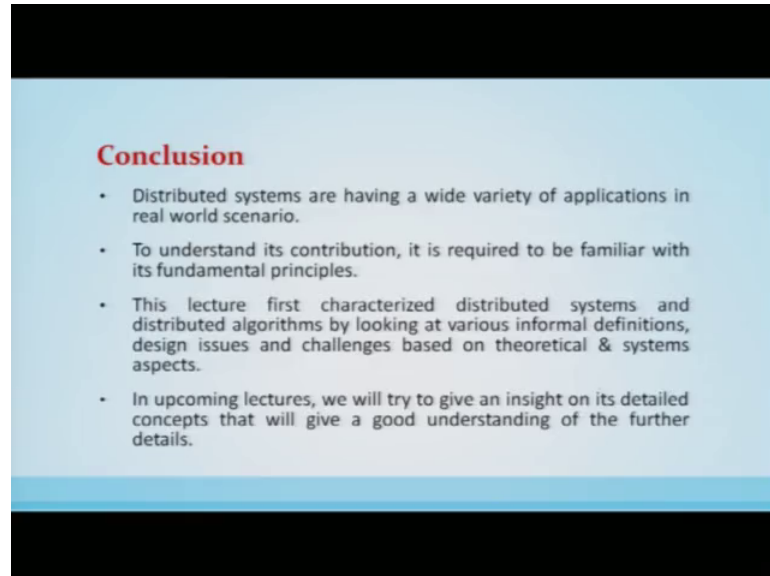 Conclusion
• Distributed systems are having a wide variety of applications in
real world scenario.
• To understand its contribution, it is required to be familiar with
its fundamental principles.
• This lecture first characterized distributed systems and
distributed algorithms by looking at various informal definitions,
design issues and challenges based on theoretical & systems
aspects.
• In upcoming lectures, we will try to give an insight on its detailed
concepts that will give a good understanding of the further
details.